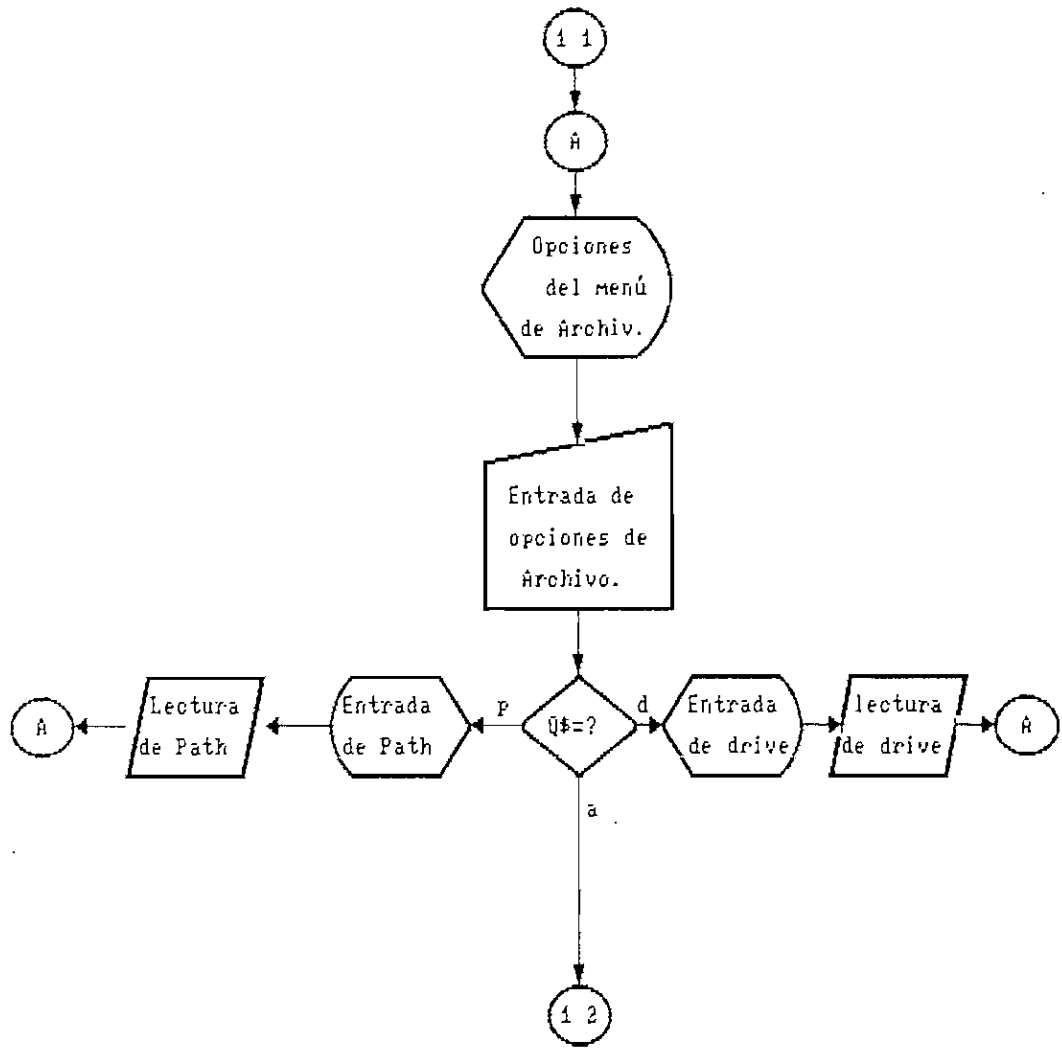 1 1
A
Opciones
del menú
de Archiv.
Entrada de
opciones de
Archivo.
A
Lectura
de Path
Entrada
de Path
P
Q$=?
d
Entrada
de drive
lectura
de drive
A
a
1 2